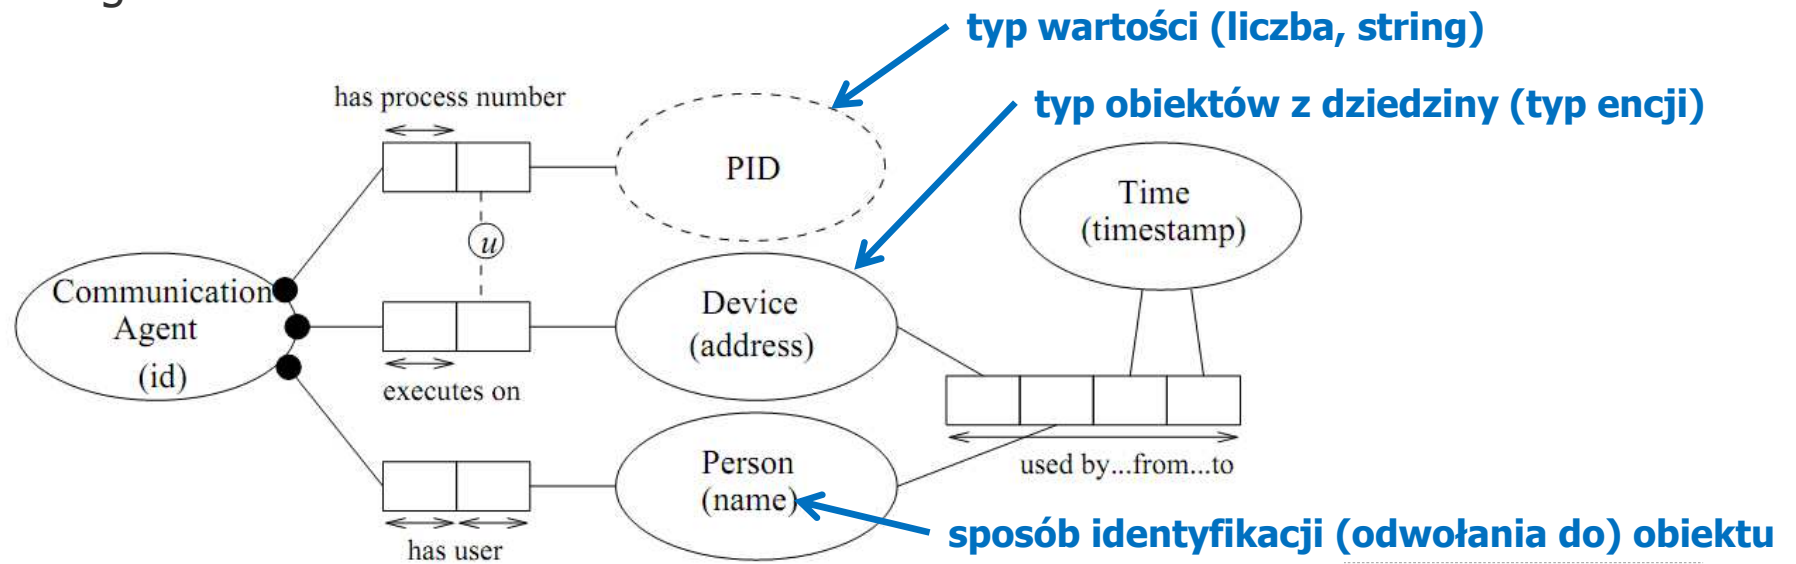 typ wartości (liczba, string)
has process number
typ obiektów z dziedziny (typ encji)
PID
Time
(timestamp)
u
Communication
Agent
(id)
Device
(address)
executes on
Person
(name)
used by...from...to
has user
sposób identyfikacji (odwołania do) obiektu